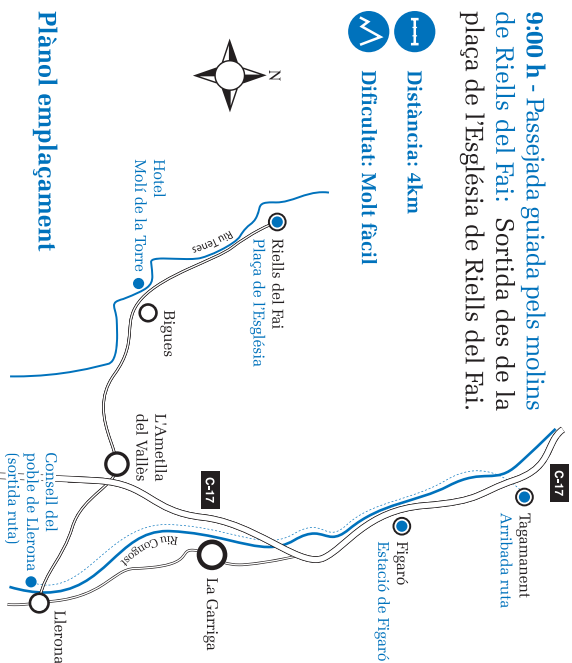 9:00 h - Passejada guiada pels molins
de Riells del Fai: Sortida des de la
plaça de l'Església de Riells del Fai.
Distància: 4km
Dificultat: Molt fàcil
Plànol emplaçament
N
C-17
Tagamanent
Arribada ruta
Figaró
Estació de Figaró
Riells del Fai
Plaça de l'Església
Riu Tenes
Hotel
Molí de la Torre
Bigues
L'Ametlla
del Vallès
C-17
La Garriga
Riu Congost
Consell del
poble de Llerona
(sortida ruta)
Llerona